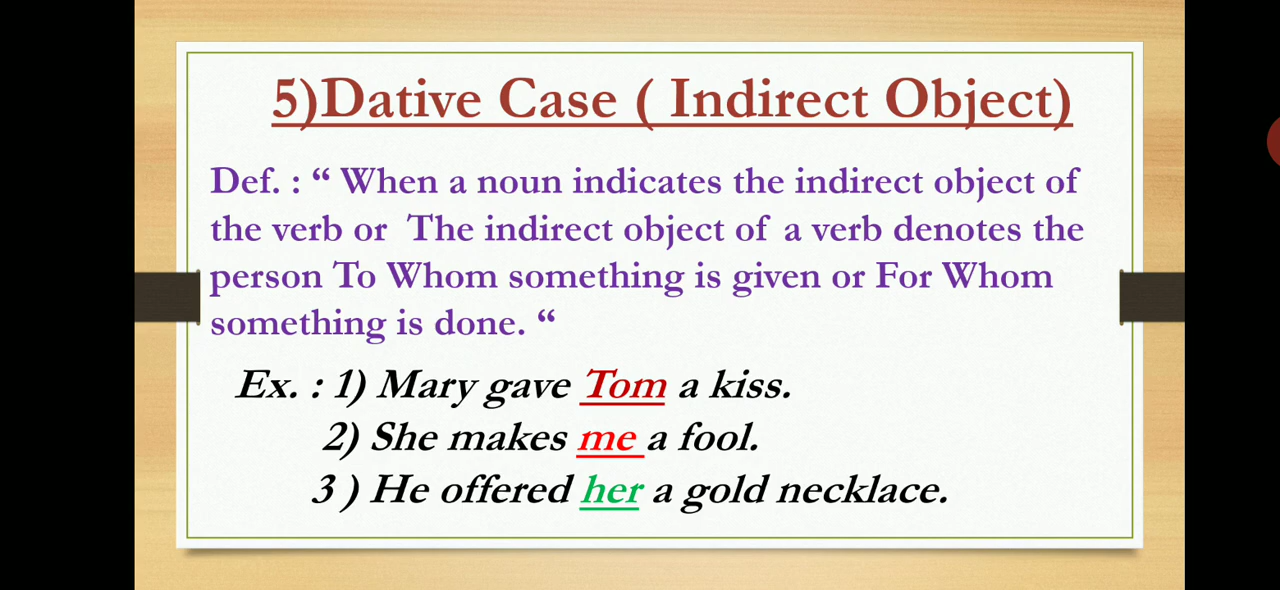 5)Dative Case ( Indirect Object)
Def. : “ When a noun indicates the indirect object of
the verb or The indirect object of a verb denotes the
person To Whom something is given or For Whom
something is done. “
Ex. : 1) Mary gave Tom a kiss.
2) She makes me a fool.
3 ) He offered her a gold necklace.